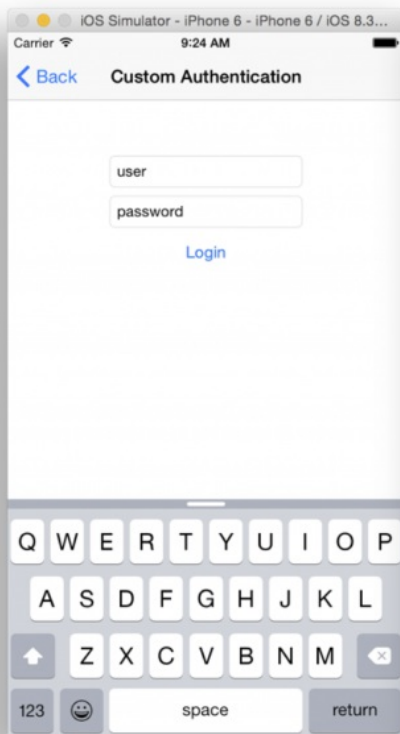 iOS Simulator - iPhone 6 - iPhone 6 / iOS 8.3...
Carrier 9:24 AM
Back Custom Authentication
user
password
Login
Q W E R T Y U I O P
A S D F G H J K L
Z X C V B N M
123 space return